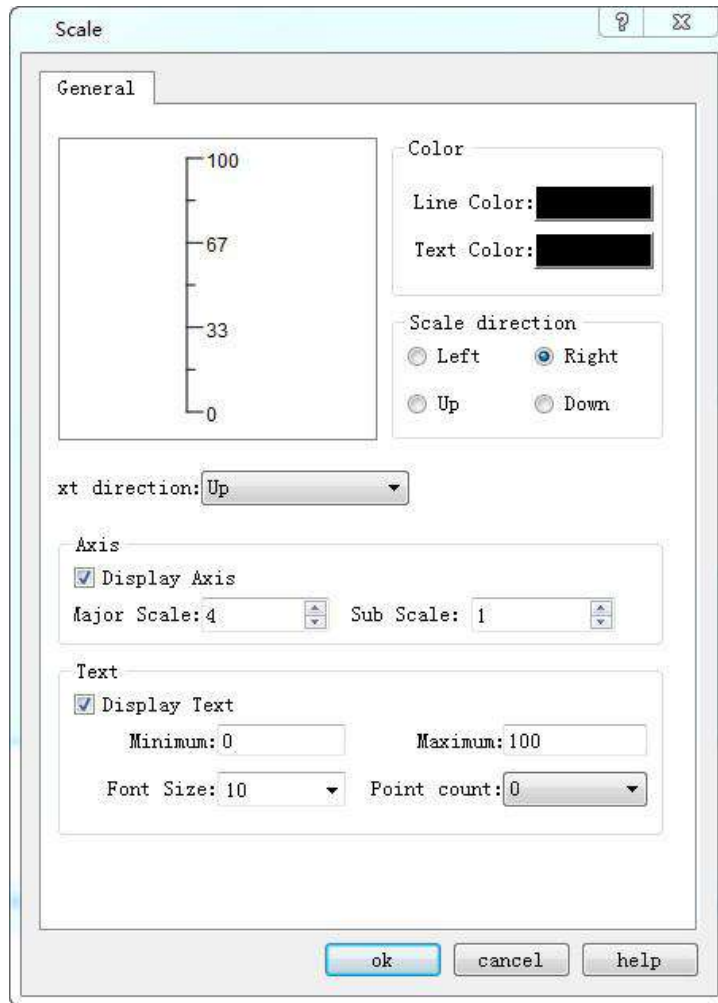 Scale
General
100
67
33
0
Color
Line Color:
Text Color:
Scale direction
Left Right
Up Down
xt direction: Up
Axis
Display Axis
Major Scale: 4 Sub Scale: 1
Text
Display Text
Minimum: 0 Maximum: 100
Font Size: 10 Point count: 0
ok cancel help